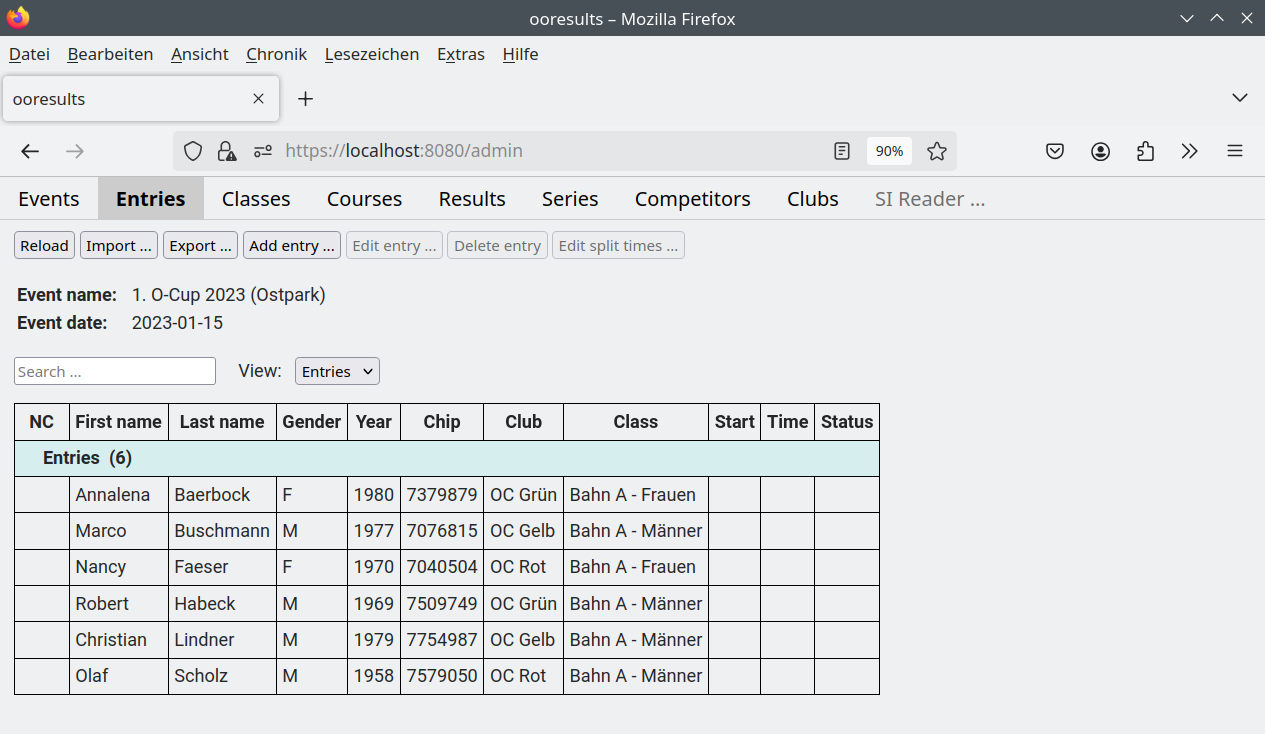 ooresults – Mozilla Firefox
Datei Bearbeiten Ansicht Chronik Lesezeichen Extras Hilfe
ooresults
https://localhost:8080/admin 90%
Events Entries Classes Courses Results Series Competitors Clubs SI Reader ...
Reload Import ... Export ... Add entry ... Edit entry ... Delete entry Edit split times ...
Event name: 1. O-Cup 2023 (Ostpark)
Event date: 2023-01-15
Search ... View: Entries
NC First name Last name Gender Year Chip Club Class Start Time Status
Entries (6)
Annalena Baerbock F 1980 7379879 OC Grün Bahn A - Frauen
Marco Buschmann M 1977 7076815 OC Gelb Bahn A - Männer
Nancy Faeser F 1970 7040504 OC Rot Bahn A - Frauen
Robert Habeck M 1969 7509749 OC Grün Bahn A - Männer
Christian Lindner M 1979 7754987 OC Gelb Bahn A - Männer
Olaf Scholz M 1958 7579050 OC Rot Bahn A - Männer